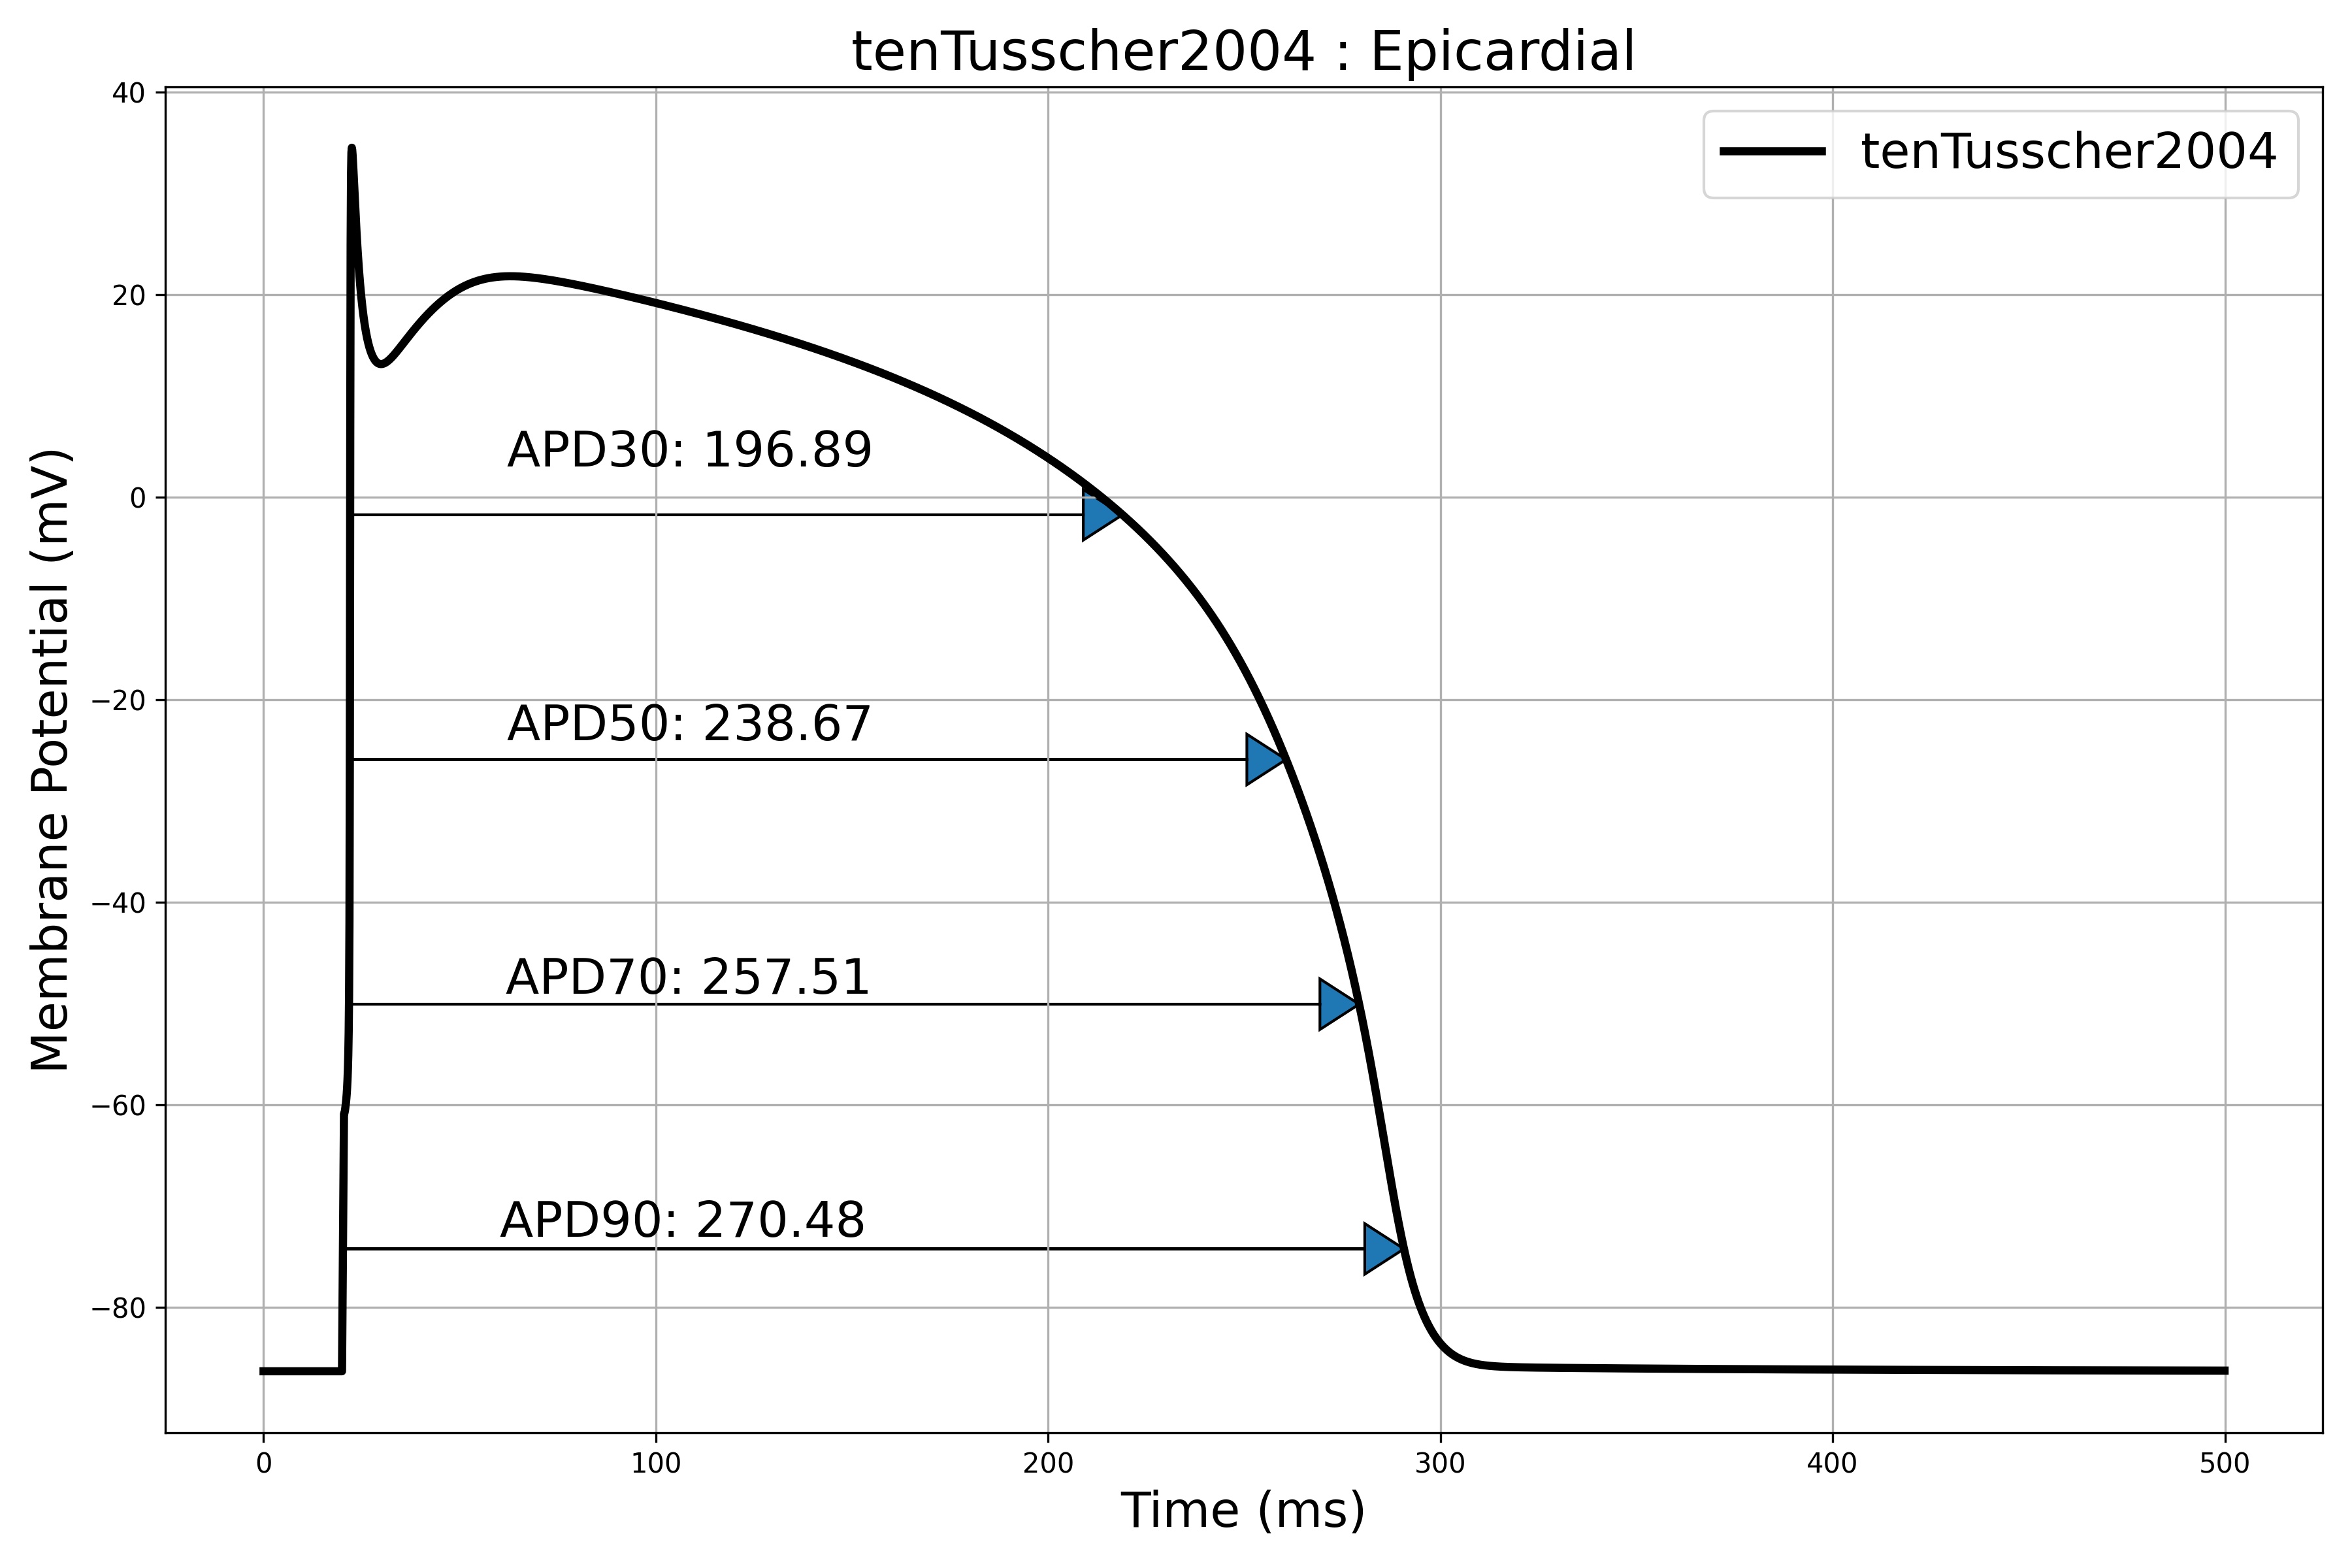 tenTusscher2004 : Epicardial
tenTusscher2004
Membrane Potential (mV)
40
20
0
−20
−40
−60
−80
APD30: 196.89
APD50: 238.67
APD70: 257.51
APD90: 270.48
0
100
200
300
400
500
Time (ms)